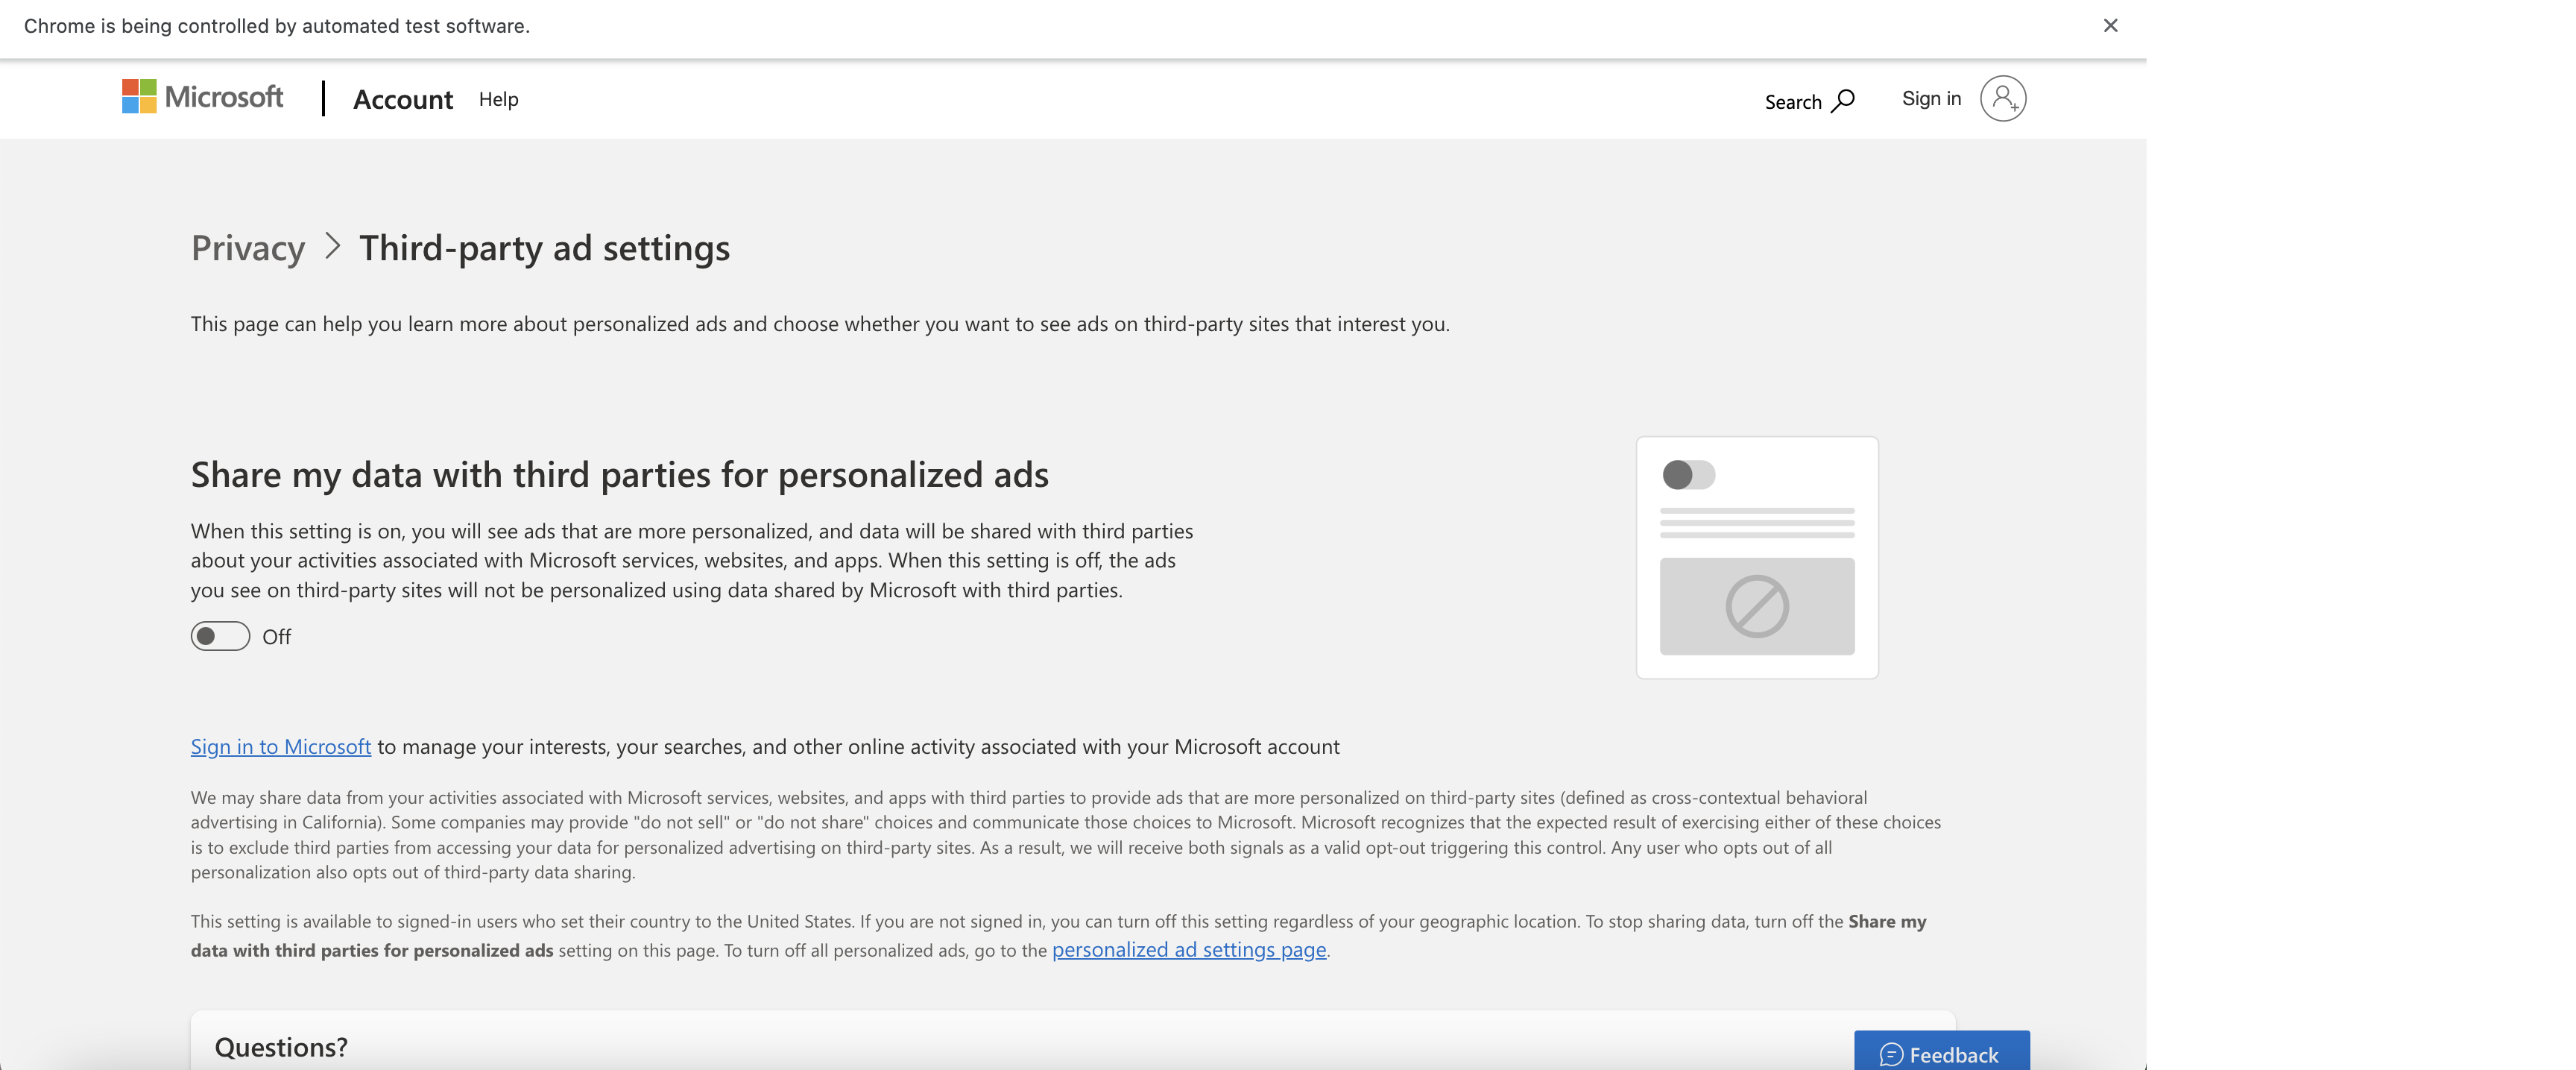 Chrome is being controlled by automated test software.
Microsoft
Account
Help
Search
Sign in
Privacy
Third-party ad settings
This page can help you learn more about personalized ads and choose whether you want to see ads on third-party sites that interest you.
Share my data with third parties for personalized ads
When this setting is on, you will see ads that are more personalized, and data will be shared with third parties
about your activities associated with Microsoft services, websites, and apps. When this setting is off, the ads
you see on third-party sites will not be personalized using data shared by Microsoft with third parties.
Off
Sign in to Microsoft to manage your interests, your searches, and other online activity associated with your Microsoft account
We may share data from your activities associated with Microsoft services, websites, and apps with third parties to provide ads that are more personalized on third-party sites (defined as cross-contextual behavioral
advertising in California). Some companies may provide "do not sell" or "do not share" choices and communicate those choices to Microsoft. Microsoft recognizes that the expected result of exercising either of these choices
is to exclude third parties from accessing your data for personalized advertising on third-party sites. As a result, we will receive both signals as a valid opt-out triggering this control. Any user who opts out of all
personalization also opts out of third-party data sharing.
This setting is available to signed-in users who set their country to the United States. If you are not signed in, you can turn off this setting regardless of your geographic location. To stop sharing data, turn off the Share my
data with third parties for personalized ads setting on this page. To turn off all personalized ads, go to the personalized ad settings page.
Questions?
Feedback